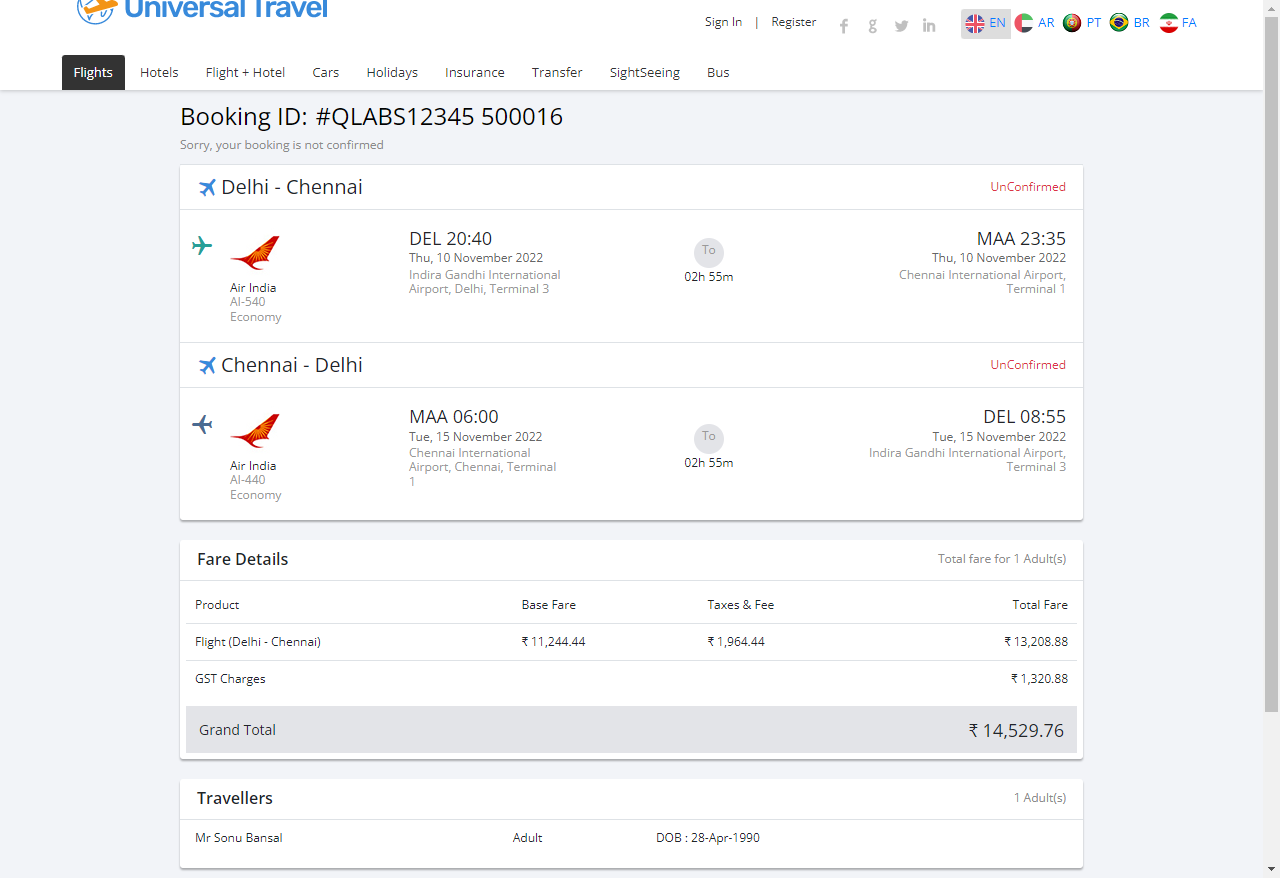 Universal Travel
Sign In | Register
EN AR PT BR FA
Flights Hotels Flight + Hotel Cars Holidays Insurance Transfer SightSeeing Bus
Booking ID: #QLABS12345 500016
Sorry, your booking is not confirmed
Delhi - Chennai UnConfirmed
Air India
AI-540
Economy
DEL 20:40
Thu, 10 November 2022
Indira Gandhi International
Airport, Delhi, Terminal 3
To
02h 55m
MAA 23:35
Thu, 10 November 2022
Chennai International Airport,
Terminal 1
Chennai - Delhi UnConfirmed
Air India
AI-440
Economy
MAA 06:00
Tue, 15 November 2022
Chennai International
Airport, Chennai, Terminal
1
To
02h 55m
DEL 08:55
Tue, 15 November 2022
Indira Gandhi International Airport,
Terminal 3
Fare Details Total fare for 1 Adult(s)
Product Base Fare Taxes & Fee Total Fare
Flight (Delhi - Chennai) ₹ 11,244.44 ₹ 1,964.44 ₹ 13,208.88
GST Charges ₹ 1,320.88
Grand Total ₹ 14,529.76
Travellers 1 Adult(s)
Mr Sonu Bansal Adult DOB : 28-Apr-1990